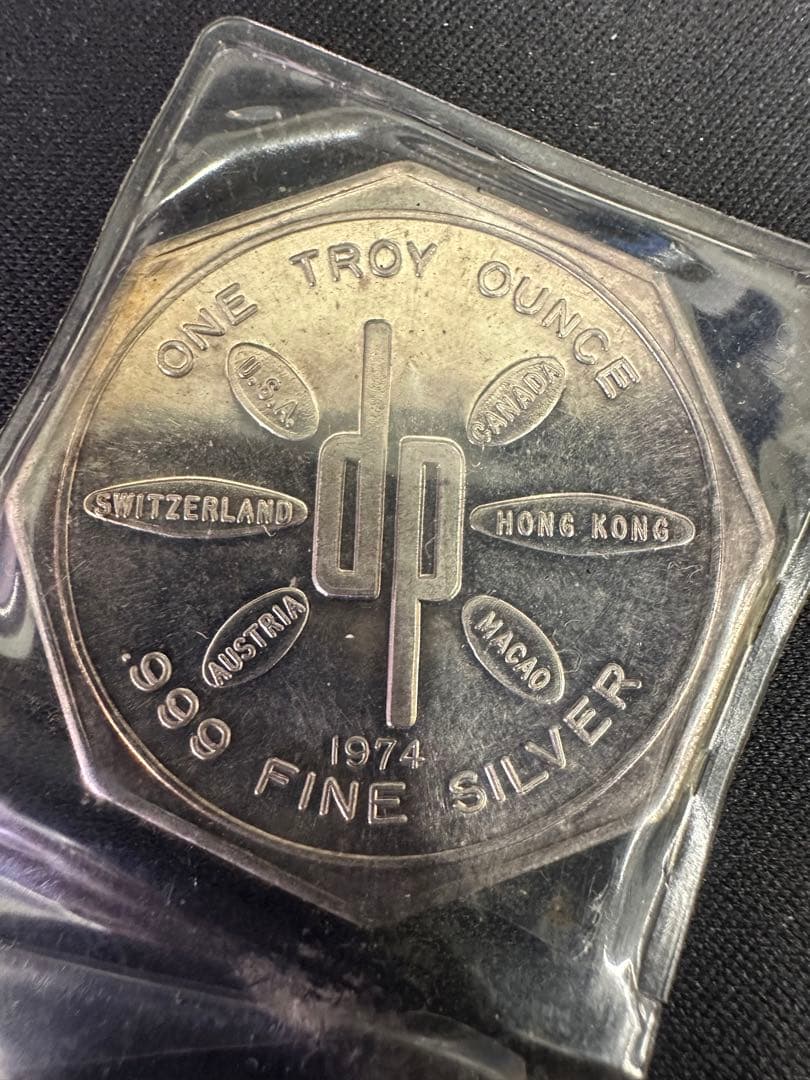 ONE TROY OUNCE
U.S.A.
CANADA
SWITZERLAND
dp
HONG KONG
AUSTRIA
MACAO
1974
.999 FINE SILVER